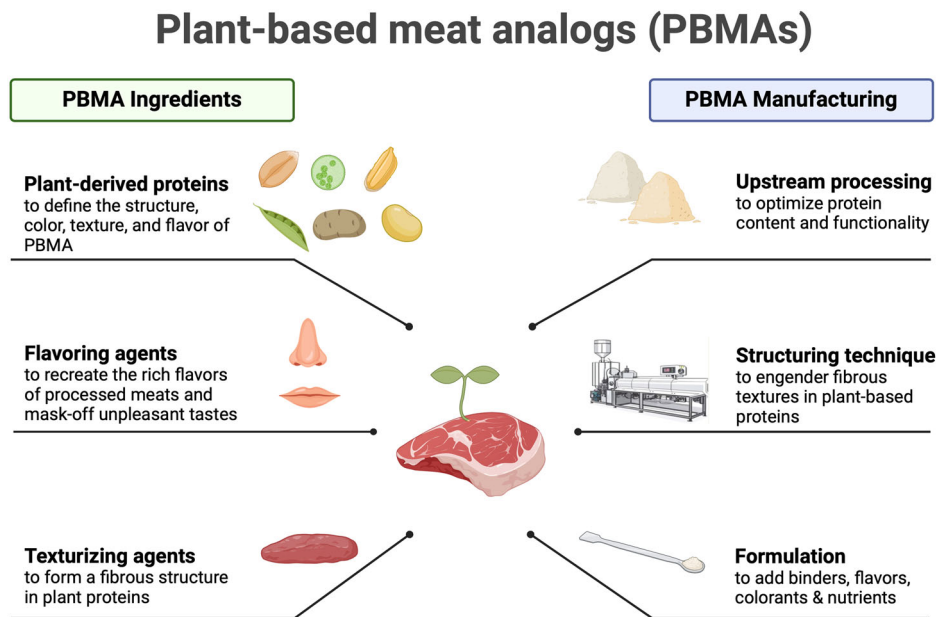 Plant-based meat analogs (PBMAs)
PBMA Ingredients
Plant-derived proteins
to define the structure,
color, texture, and flavor of
PBMA
Flavoring agents
to recreate the rich flavors
of processed meats and
mask-off unpleasant tastes
Texturizing agents
to form a fibrous structure
in plant proteins
PBMA Manufacturing
Upstream processing
to optimize protein
content and functionality
Structuring technique
to engender fibrous
textures in plant-based
proteins
Formulation
to add binders, flavors,
colorants & nutrients